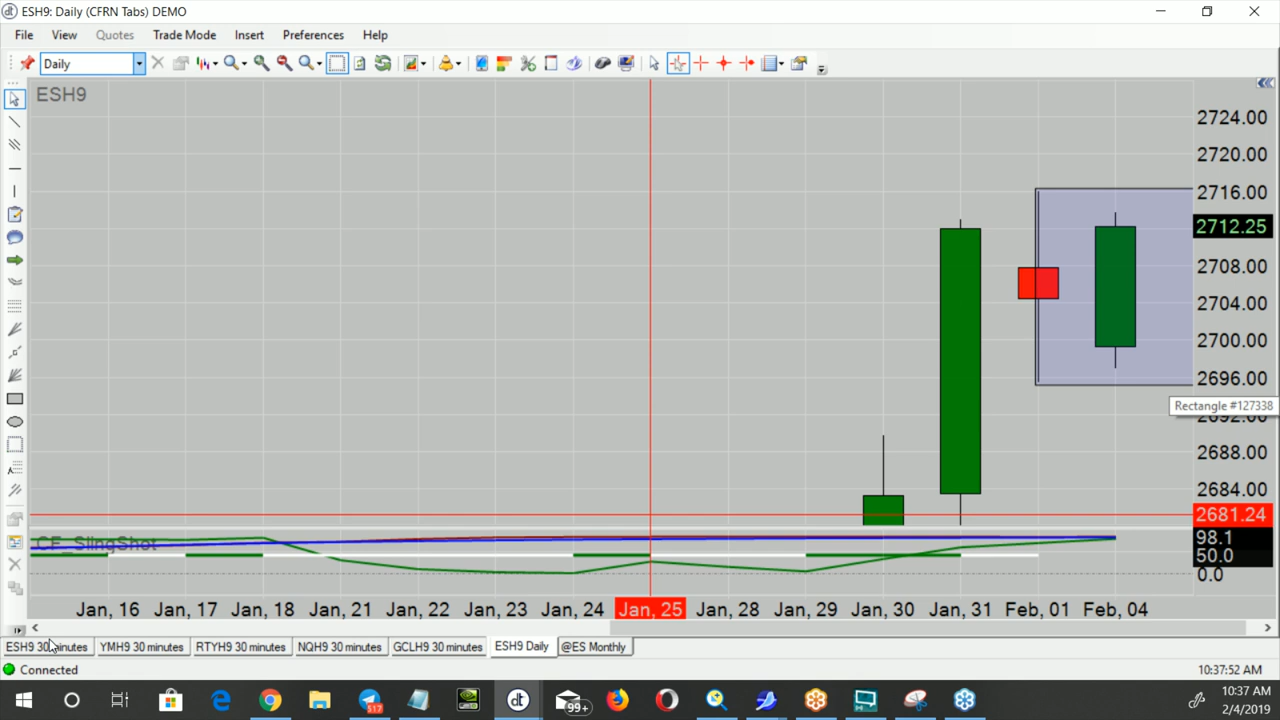 ESH9: Daily (CFRN Tabs) DEMO
File View Quotes Trade Mode Insert Preferences Help
Daily
ESH9
2724.00
2720.00
2716.00
2712.25
2708.00
2704.00
2700.00
2696.00
Rectangle #127338
2692.00
2688.00
2684.00
2681.24
CF_SlingShot
98.1
50.0
0.0
Jan, 16 Jan, 17 Jan, 18 Jan, 21 Jan, 22 Jan, 23 Jan, 24 Jan, 25 Jan, 28 Jan, 29 Jan, 30 Jan, 31 Feb, 01 Feb, 04
ESH9 30 minutes YMH9 30 minutes RTYH9 30 minutes NQH9 30 minutes GCLH9 30 minutes ESH9 Daily @ES Monthly
Connected 10:37:52 AM
517 dt 99+ 10:37 AM
2/4/2019